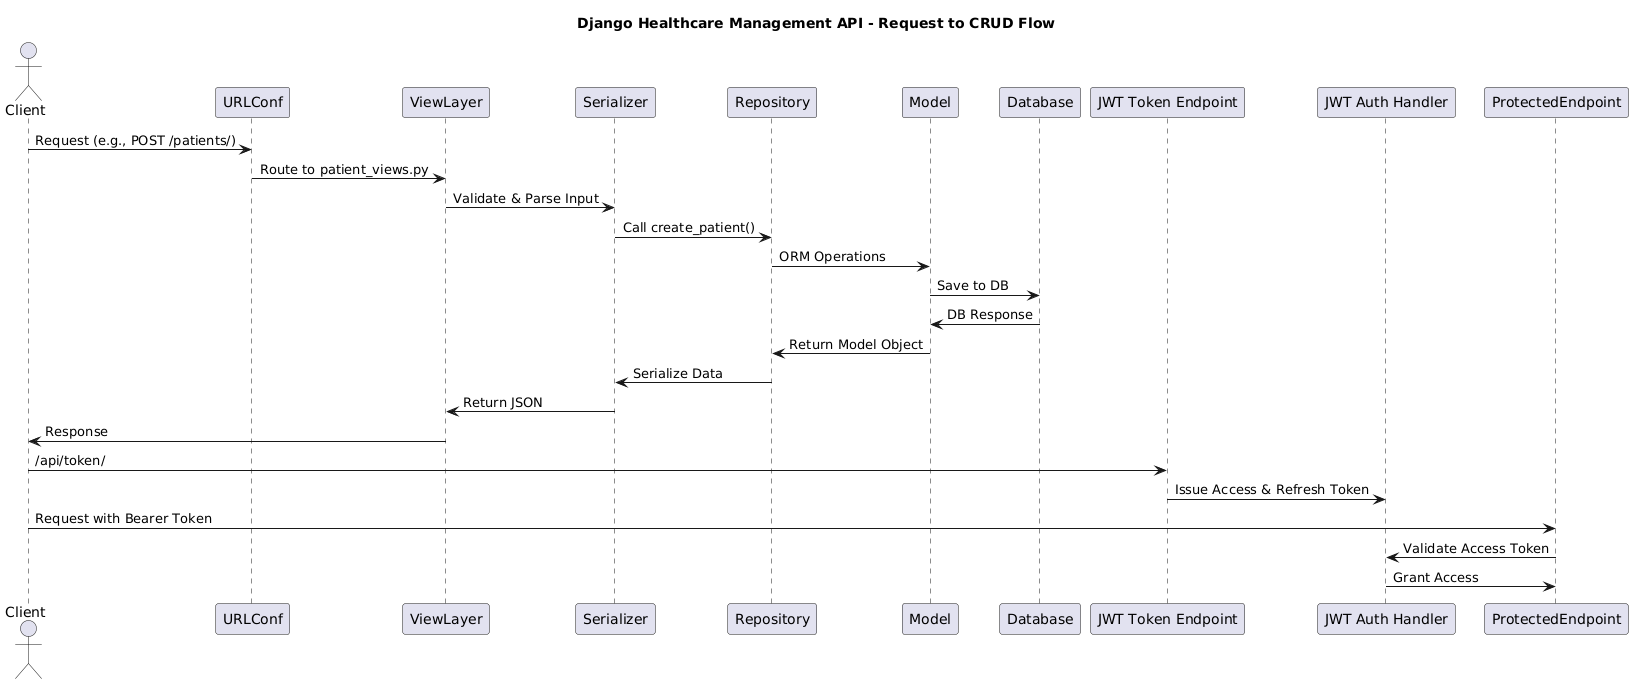 Django Healthcare Management API - Request to CRUD Flow
Client
URLConf
ViewLayer
Serializer
Repository
Model
Database
JWT Token Endpoint
JWT Auth Handler
ProtectedEndpoint
Request (e.g., POST /patients/)
Route to patient_views.py
Validate & Parse Input
Call create_patient()
ORM Operations
Save to DB
DB Response
Return Model Object
Serialize Data
Return JSON
Response
/api/token/
Issue Access & Refresh Token
Request with Bearer Token
Validate Access Token
Grant Access
Client
URLConf
ViewLayer
Serializer
Repository
Model
Database
JWT Token Endpoint
JWT Auth Handler
ProtectedEndpoint